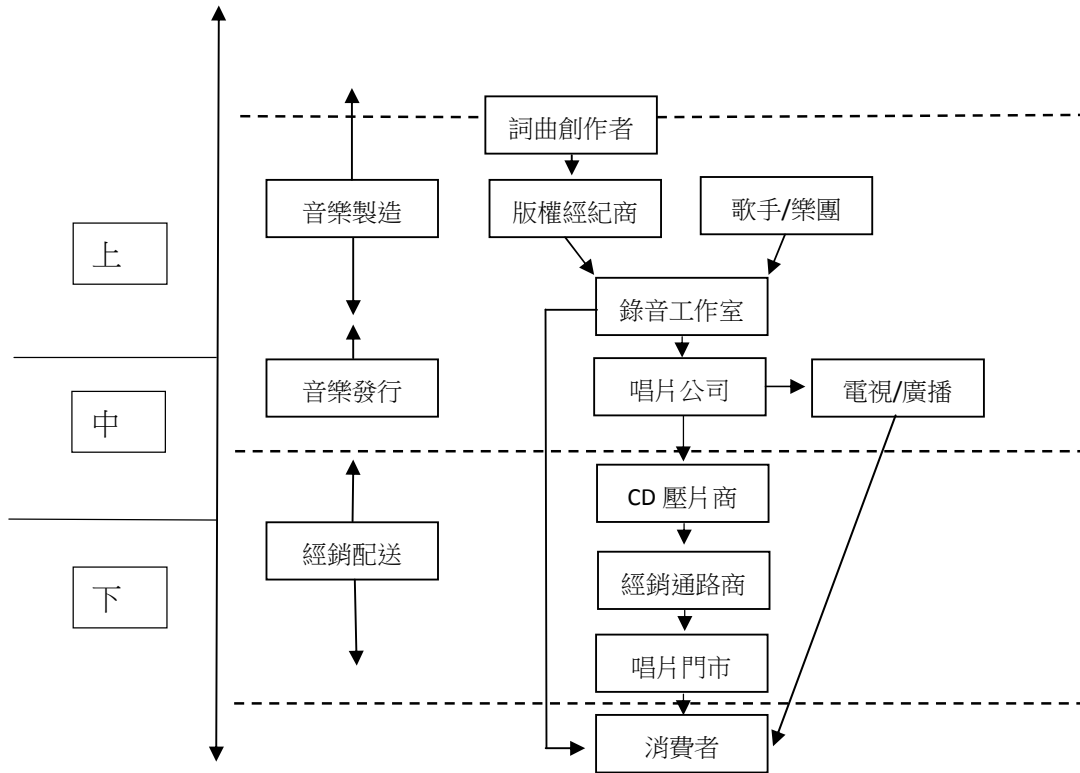 詞曲創作者
音樂製造
版權經紀商
歌手/樂團
上
錄音工作室
音樂發行
唱片公司
電視/廣播
中
CD 壓片商
經銷配送
經銷通路商
下
唱片門市
消費者